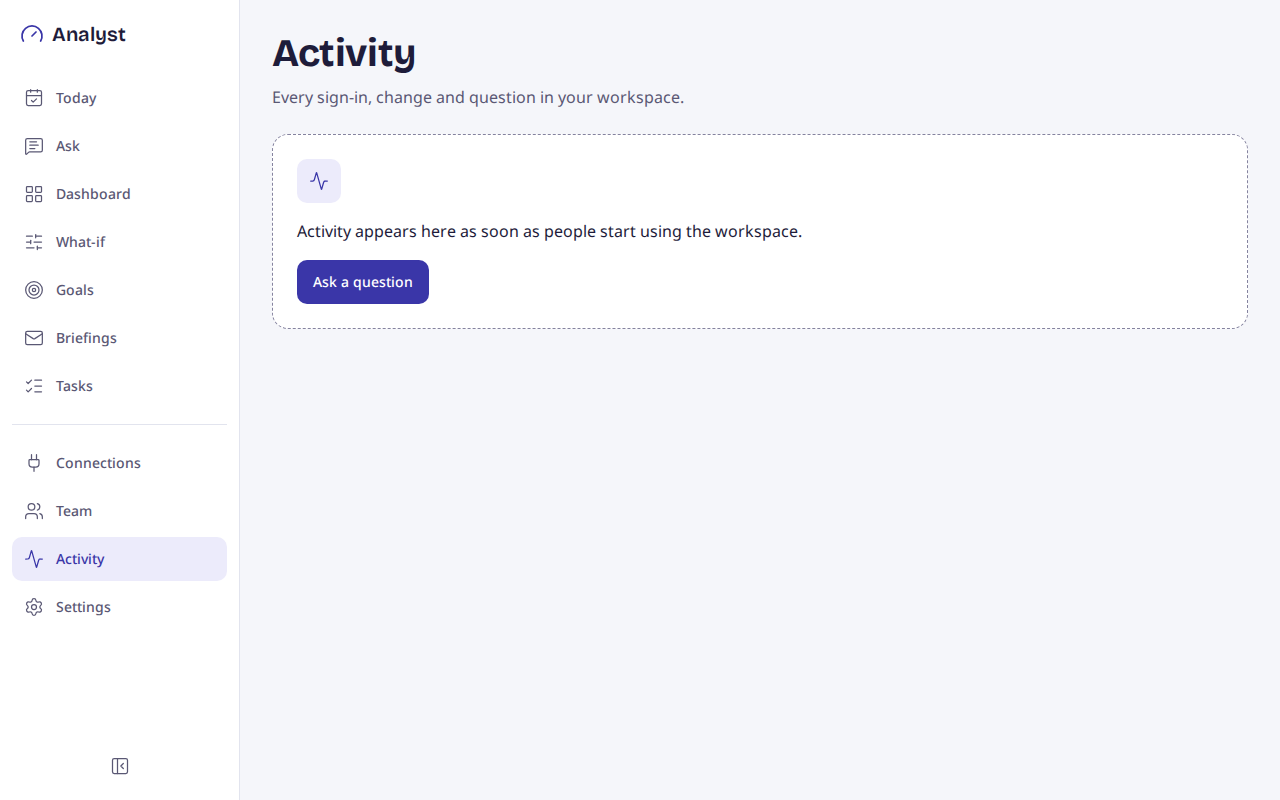 Analyst
Today
Ask
Dashboard
What-if
Goals
Briefings
Tasks
Connections
Team
Activity
Settings
Activity
Every sign-in, change and question in your workspace.
Activity appears here as soon as people start using the workspace.
Ask a question